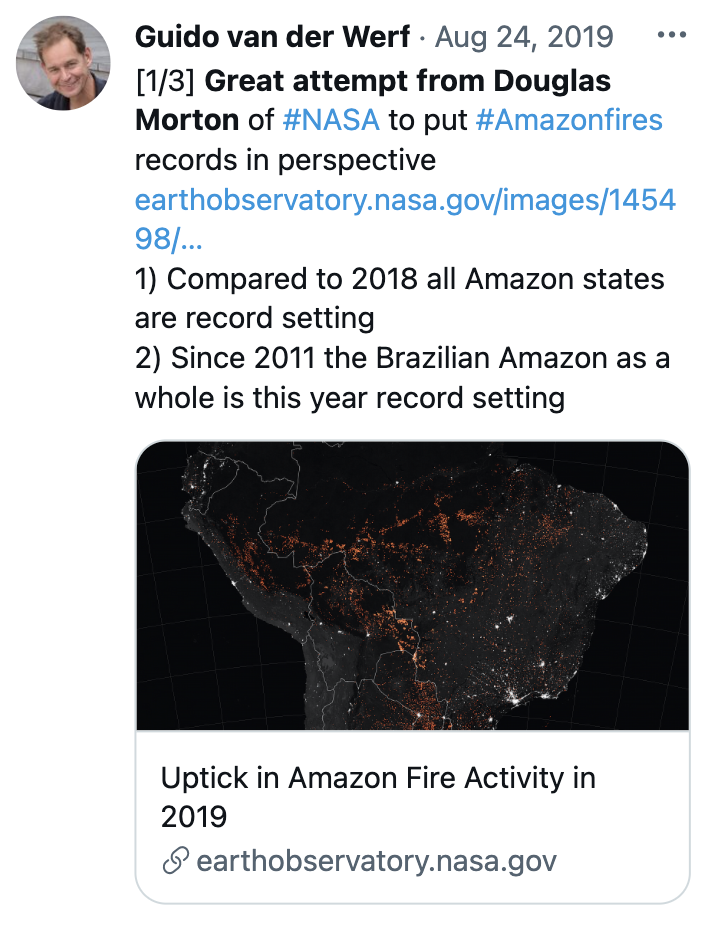 Guido van der Werf · Aug 24, 2019 ···
[1/3] Great attempt from Douglas
Morton of #NASA to put #Amazonfires
records in perspective
earthobservatory.nasa.gov/images/1454
98/...
1) Compared to 2018 all Amazon states
are record setting
2) Since 2011 the Brazilian Amazon as a
whole is this year record setting
Uptick in Amazon Fire Activity in
2019
earthobservatory.nasa.gov